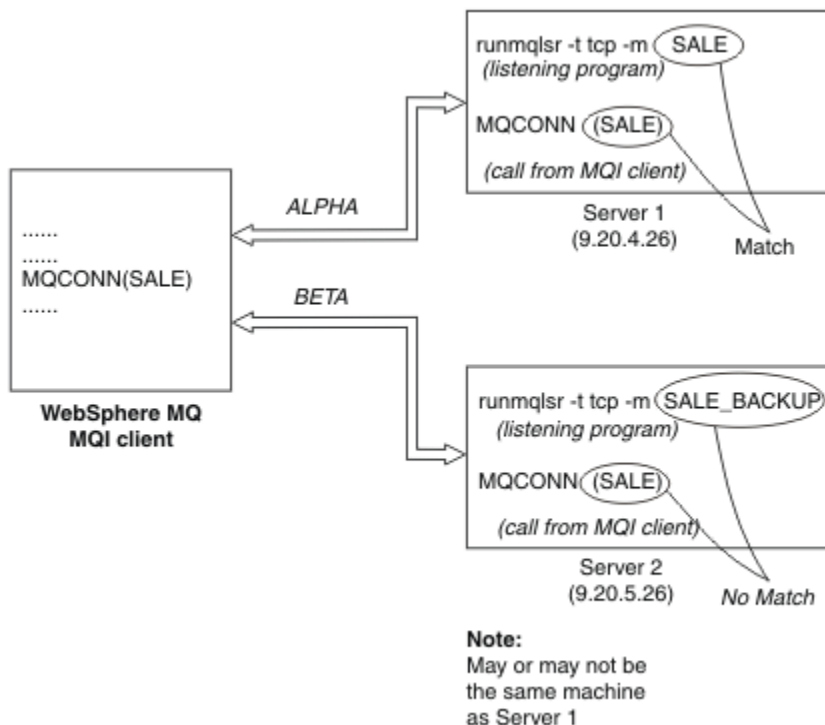 runmqlsr -t tcp -m SALE
(listening program)
MQCONN (SALE)
(call from MQI client)
Server 1
(9.20.4.26)
Match
ALPHA
......
......
MQCONN(SALE)
......
BETA
WebSphere MQ
MQI client
runmqlsr -t tcp -m SALE_BACKUP
(listening program)
MQCONN (SALE)
(call from MQI client)
Server 2
(9.20.5.26)
No Match
Note:
May or may not be
the same machine
as Server 1